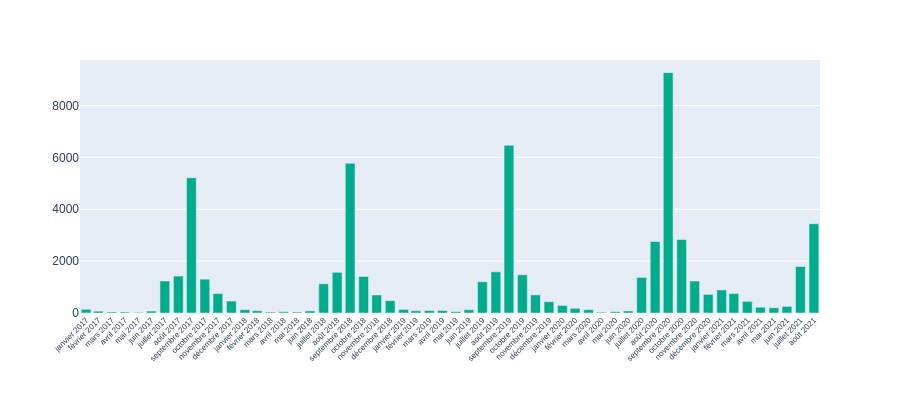 8000
6000
4000
2000
0
janvier 2017
février 2017
mars 2017
avril 2017
mai 2017
juin 2017
juillet 2017
août 2017
septembre 2017
octobre 2017
novembre 2017
décembre 2017
janvier 2018
février 2018
mars 2018
avril 2018
mai 2018
juin 2018
juillet 2018
août 2018
septembre 2018
octobre 2018
novembre 2018
décembre 2018
janvier 2019
février 2019
mars 2019
avril 2019
mai 2019
juin 2019
juillet 2019
août 2019
septembre 2019
octobre 2019
novembre 2019
décembre 2019
janvier 2020
février 2020
mars 2020
avril 2020
mai 2020
juin 2020
juillet 2020
août 2020
septembre 2020
octobre 2020
novembre 2020
décembre 2020
janvier 2021
février 2021
mars 2021
avril 2021
mai 2021
juin 2021
juillet 2021
août 2021